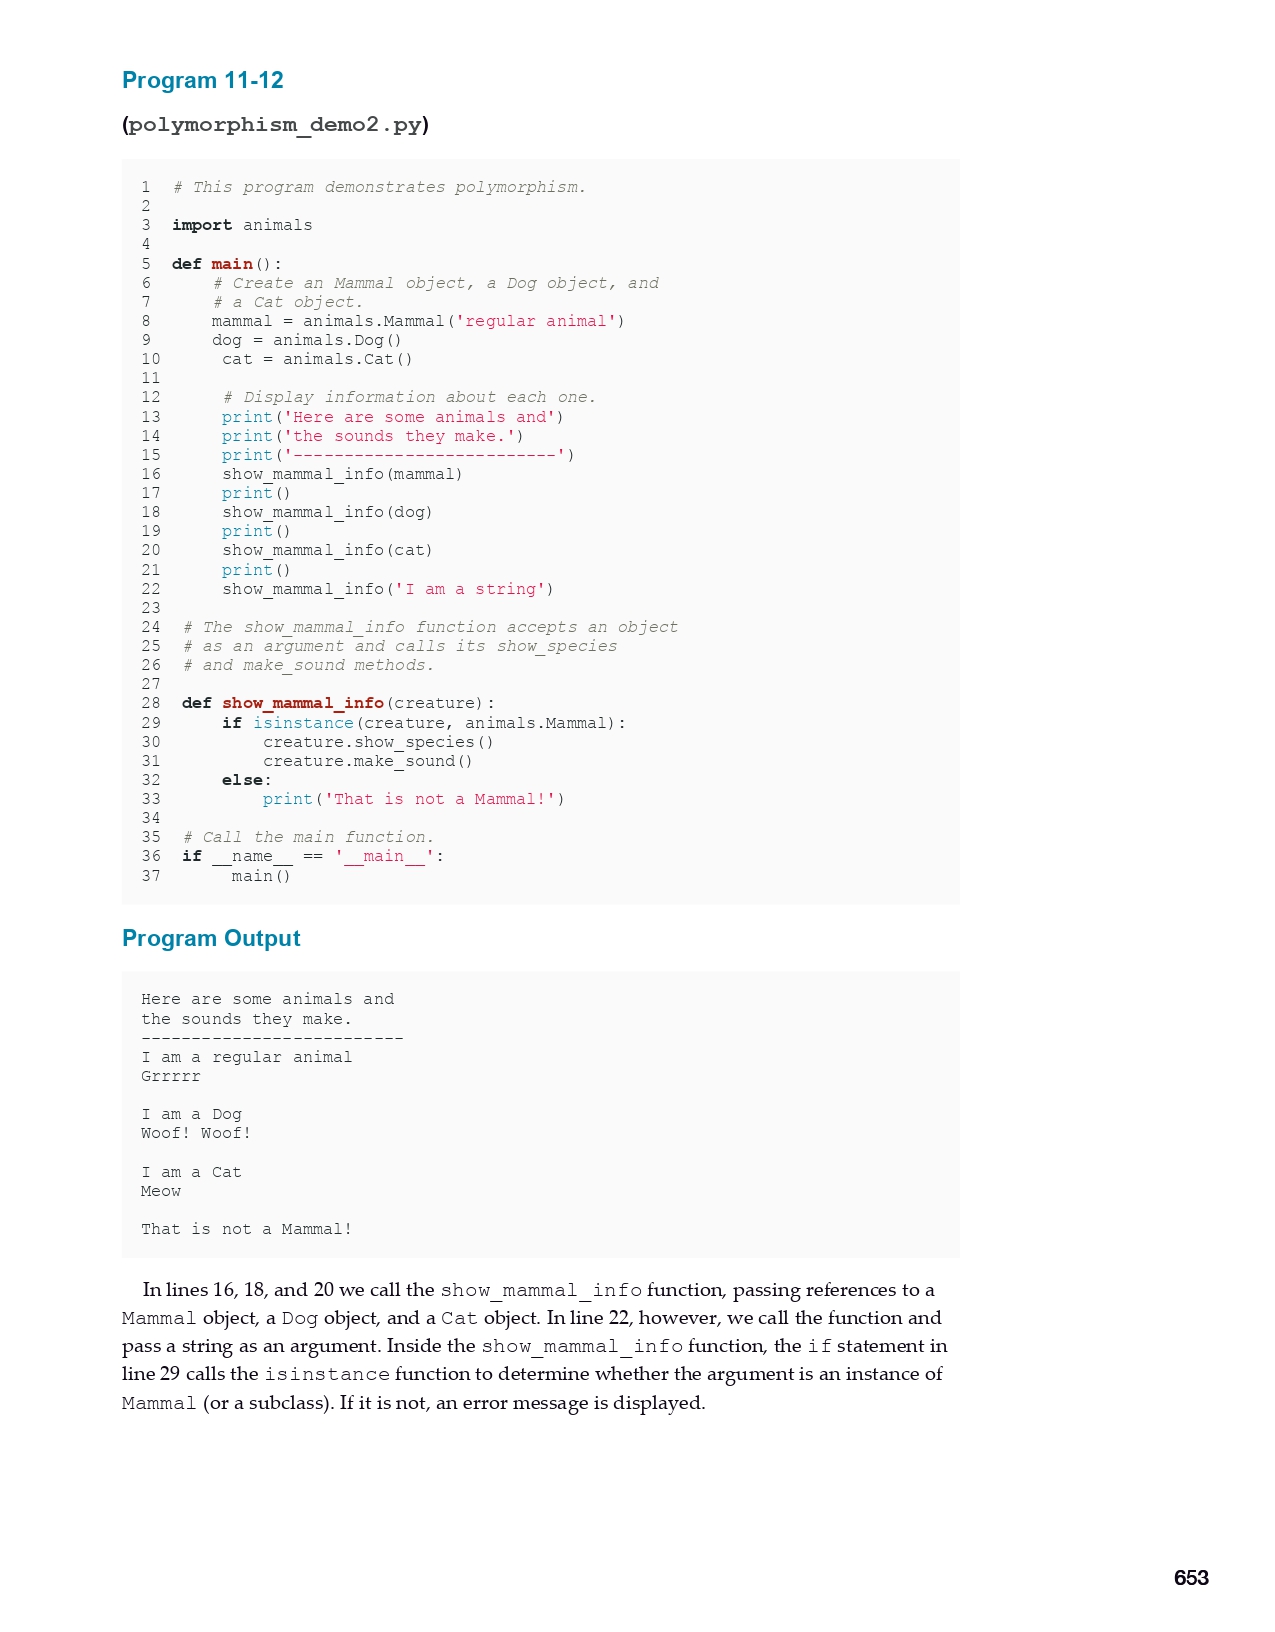 Program 11-12
(polymorphism_demo2.py)
1  # This program demonstrates polymorphism.
2
3  import animals
4
5  def main():
6      # Create an Mammal object, a Dog object, and
7      # a Cat object.
8      mammal = animals.Mammal('regular animal')
9      dog = animals.Dog()
10      cat = animals.Cat()
11
12      # Display information about each one.
13      print('Here are some animals and')
14      print('the sounds they make.')
15      print('--------------------------')
16      show_mammal_info(mammal)
17      print()
18      show_mammal_info(dog)
19      print()
20      show_mammal_info(cat)
21      print()
22      show_mammal_info('I am a string')
23
24  # The show_mammal_info function accepts an object
25  # as an argument and calls its show_species
26  # and make_sound methods.
27
28  def show_mammal_info(creature):
29      if isinstance(creature, animals.Mammal):
30          creature.show_species()
31          creature.make_sound()
32      else:
33          print('That is not a Mammal!')
34
35  # Call the main function.
36  if __name__ == '__main__':
37       main()
Program Output
Here are some animals and
the sounds they make.
--------------------------
I am a regular animal
Grrrrr
I am a Dog
Woof! Woof!
I am a Cat
Meow
That is not a Mammal!
In lines 16, 18, and 20 we call the show_mammal_info function, passing references to a
Mammal object, a Dog object, and a Cat object. In line 22, however, we call the function and
pass a string as an argument. Inside the show_mammal_info function, the if statement in
line 29 calls the isinstance function to determine whether the argument is an instance of
Mammal (or a subclass). If it is not, an error message is displayed.
653